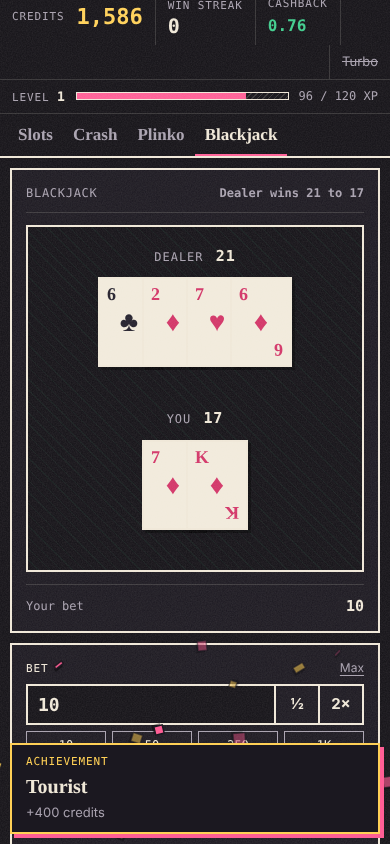 CREDITS 1,586
WIN STREAK
0
CASHBACK
0.76
Turbo
LEVEL 1 96 / 120 XP
Slots Crash Plinko Blackjack
BLACKJACK Dealer wins 21 to 17
DEALER 21
6 2 7 6
6
YOU 17
7 K
K
Your bet 10
BET Max
10 ½ 2×
ACHIEVEMENT
Tourist
+400 credits